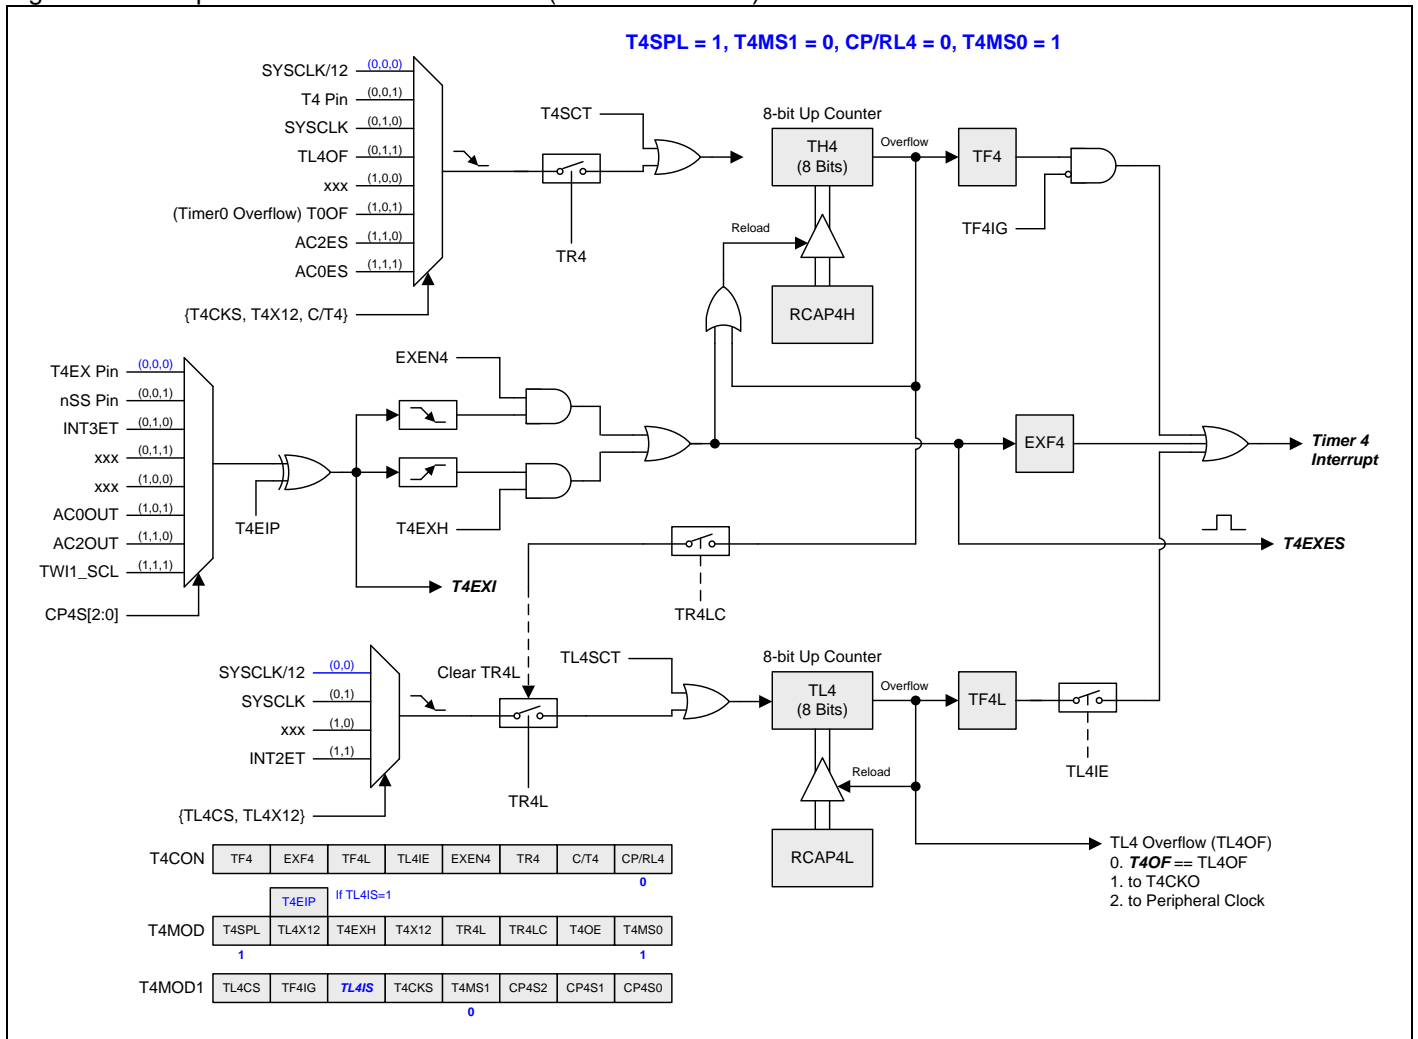 T4SPL = 1, T4MS1 = 0, CP/RL4 = 0, T4MS0 = 1
SYSCLK/12 (0,0,0)
T4 Pin (0,0,1)
SYSCLK (0,1,0)
TL4OF (0,1,1)
xxx (1,0,0)
(Timer0 Overflow) T0OF (1,0,1)
AC2ES (1,1,0)
AC0ES (1,1,1)
{T4CKS, T4X12, C/T4}
TR4
T4SCT
8-bit Up Counter
TH4
(8 Bits)
Overflow
TF4
TF4IG
Reload
RCAP4H
T4EX Pin (0,0,0)
nSS Pin (0,0,1)
INT3ET (0,1,0)
xxx (0,1,1)
xxx (1,0,0)
AC0OUT (1,0,1)
AC2OUT (1,1,0)
TWI1_SCL (1,1,1)
CP4S[2:0]
T4EIP
EXEN4
T4EXH
T4EXI
EXF4
Timer 4
Interrupt
T4EXES
TR4LC
SYSCLK/12 (0,0)
SYSCLK (0,1)
xxx (1,0)
INT2ET (1,1)
{TL4CS, TL4X12}
Clear TR4L
TR4L
TL4SCT
8-bit Up Counter
TL4
(8 Bits)
Overflow
TF4L
TL4IE
Reload
RCAP4L
TL4 Overflow (TL4OF)
0. T4OF == TL4OF
1. to T4CKO
2. to Peripheral Clock
T4CON TF4 EXF4 TF4L TL4IE EXEN4 TR4 C/T4 CP/RL4
0
T4EIP If TL4IS=1
T4MOD T4SPL TL4X12 T4EXH T4X12 TR4L TR4LC T4OE T4MS0
1 1
T4MOD1 TL4CS TF4IG TL4IS T4CKS T4MS1 CP4S2 CP4S1 CP4S0
0